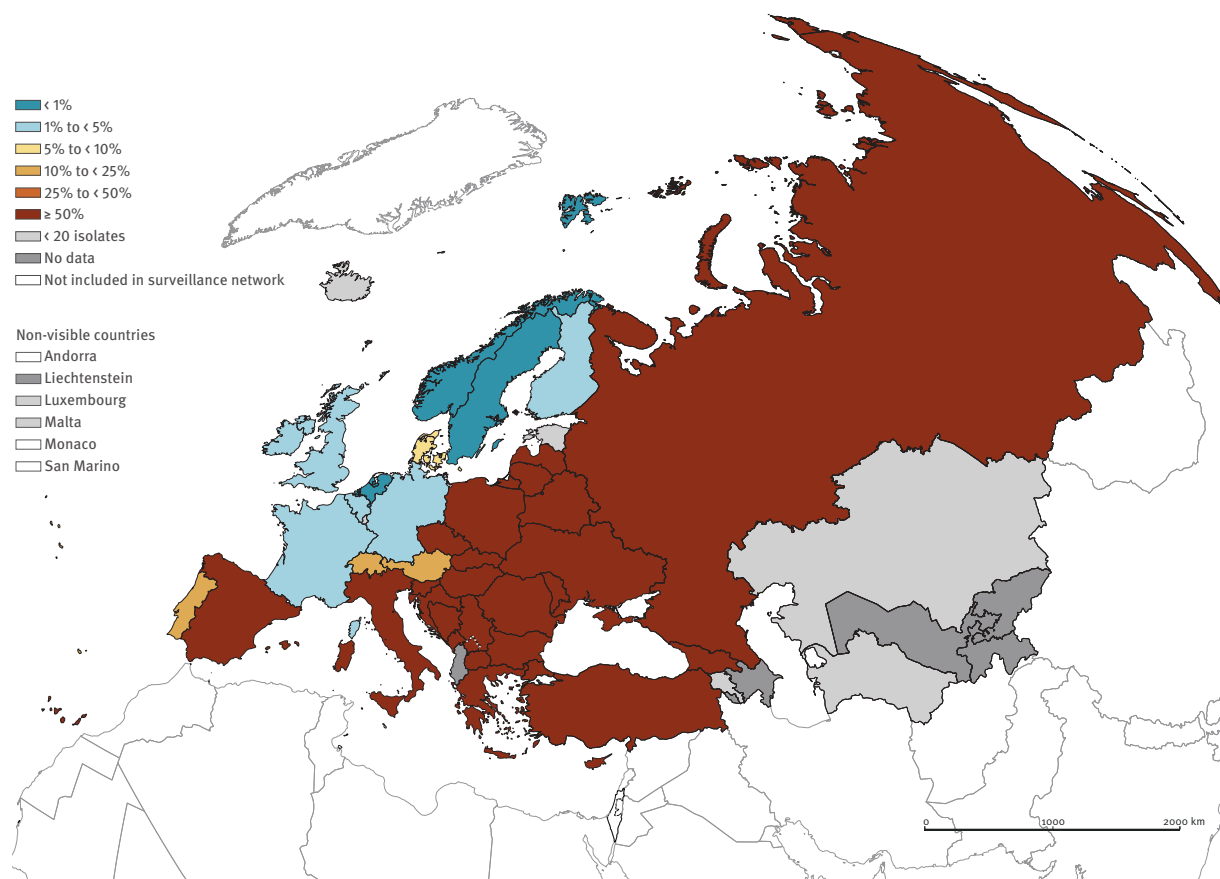 < 1%
1% to < 5%
5% to < 10%
10% to < 25%
25% to < 50%
≥ 50%
< 20 isolates
No data
Not included in surveillance network
Non-visible countries
Andorra
Liechtenstein
Luxembourg
Malta
Monaco
San Marino
0 1000 2000 km